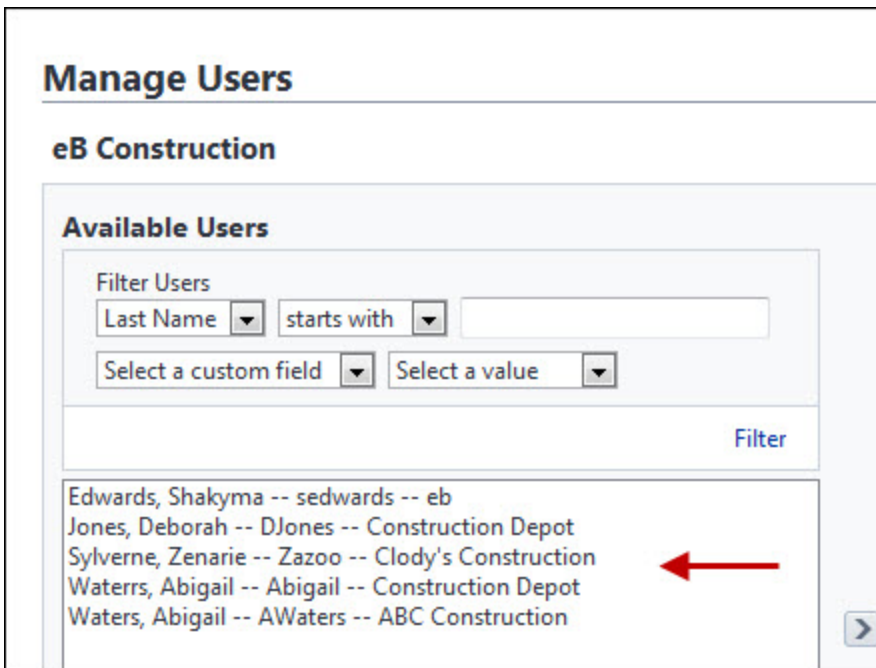 Manage Users
eB Construction
Available Users
Filter Users
Last Name starts with
Select a custom field Select a value
Filter
Edwards, Shakyma -- sedwards -- eb
Jones, Deborah -- DJones -- Construction Depot
Sylverne, Zenarie -- Zazoo -- Clody's Construction
Waterrs, Abigail -- Abigail -- Construction Depot
Waters, Abigail -- AWaters -- ABC Construction